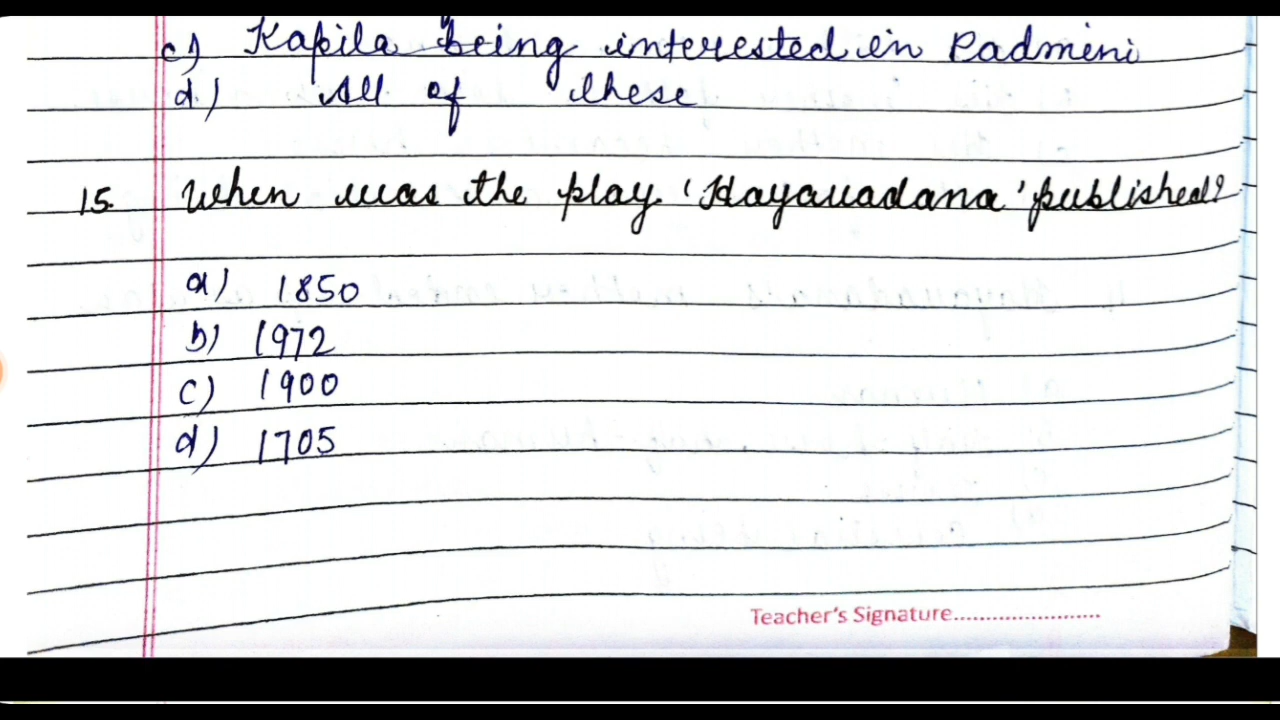 c) Kapila being interested in Padmini
d) All of these
15. When was the play 'Hayavadana' published?
a) 1850
b) 1972
c) 1900
d) 1705
Teacher's Signature........................